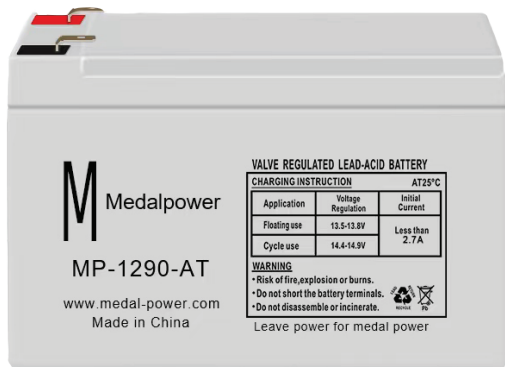 M Medalpower
MP-1290-AT
www.medal-power.com
Made in China
VALVE REGULATED LEAD-ACID BATTERY
CHARGING INSTRUCTION AT25°C
Application Voltage Regulation Initial Current
Floating use 13.5-13.8V Less than 2.7A
Cycle use 14.4-14.9V
WARNING
•Risk of fire,explosion or burns.
•Do not short the battery terminals.
•Do not disassemble or incinerate.
RECYCLE Pb
Leave power for medal power